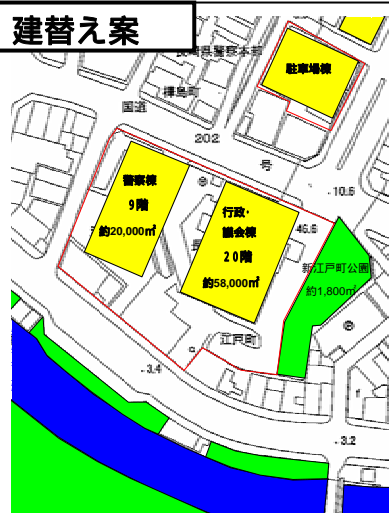 建替え案
長崎県警察本部
駐車場棟
樺島町
国道
202
号
警察棟
9階
約20,000㎡
行政・
議会棟
20階
約58,000㎡
10.6
46.6
新江戸町公園
約1,800㎡
江戸町
3.4
3.2